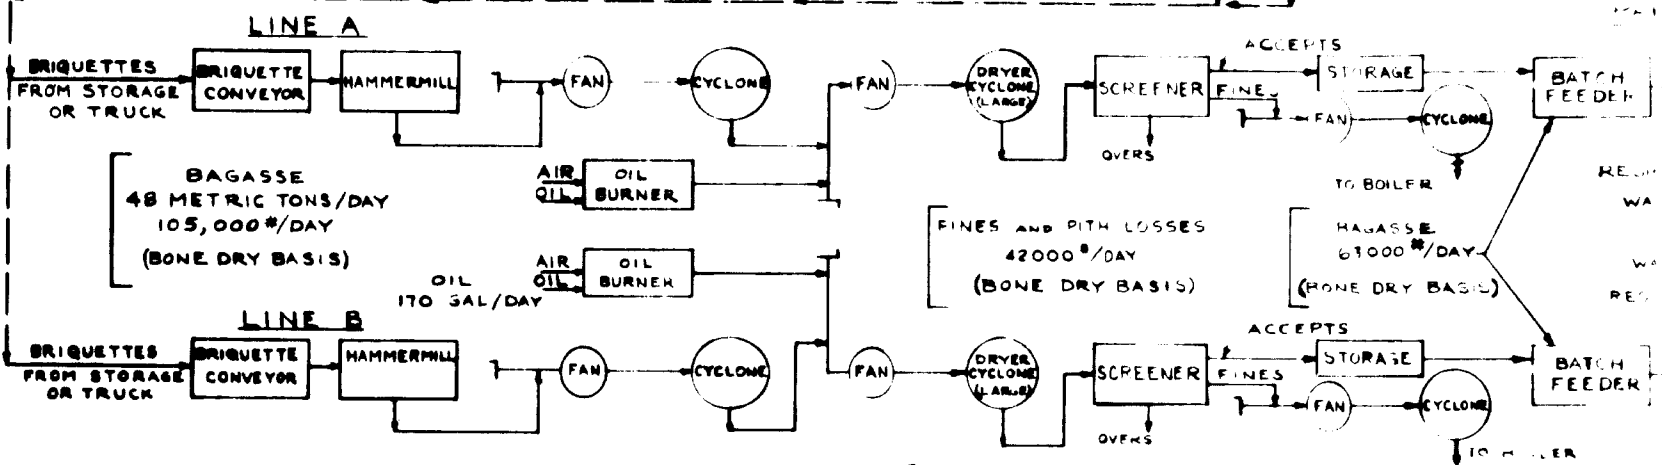 LINE A
BRIQUETTES
FROM STORAGE
OR TRUCK
BRIQUETTE
CONVEYOR
HAMMERMILL
FAN
CYCLONE
FAN
DRYER
CYCLONE
(LARGE)
SCREENER
ACCEPTS
FINES
OVERS
STORAGE
FAN
CYCLONE
TO BOILER
BATCH
FEEDER
BAGASSE
48 METRIC TONS/DAY
105,000 #/DAY
(BONE DRY BASIS)
AIR
OIL
OIL
BURNER
AIR
OIL
OIL
BURNER
OIL
170 GAL/DAY
FINES AND PITH LOSSES
42000 #/DAY
(BONE DRY BASIS)
BAGASSE
63000 #/DAY
(BONE DRY BASIS)
LINE B
BRIQUETTES
FROM STORAGE
OR TRUCK
BRIQUETTE
CONVEYOR
HAMMERMILL
FAN
CYCLONE
FAN
DRYER
CYCLONE
(LARGE)
SCREENER
ACCEPTS
FINES
OVERS
STORAGE
FAN
CYCLONE
TO
BATCH
FEEDER
WA